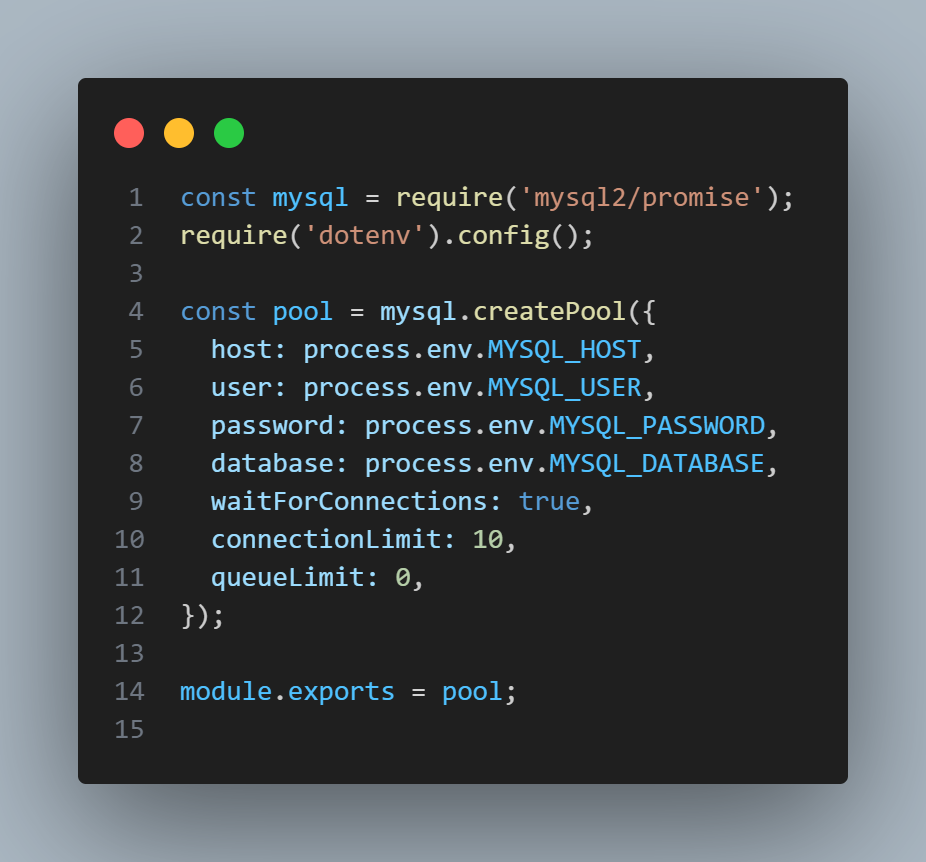 1 const mysql = require('mysql2/promise');
2 require('dotenv').config();
3
4 const pool = mysql.createPool({
5   host: process.env.MYSQL_HOST,
6   user: process.env.MYSQL_USER,
7   password: process.env.MYSQL_PASSWORD,
8   database: process.env.MYSQL_DATABASE,
9   waitForConnections: true,
10   connectionLimit: 10,
11   queueLimit: 0,
12 });
13
14 module.exports = pool;
15